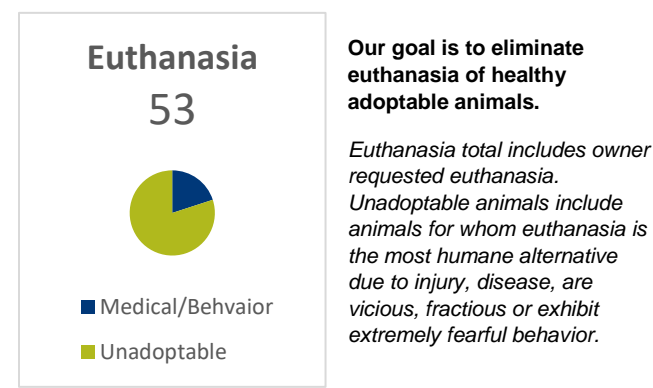 Euthanasia
53
Medical/Behvaior
Unadoptable
Our goal is to eliminate
euthanasia of healthy
adoptable animals.
Euthanasia total includes owner
requested euthanasia.
Unadoptable animals include
animals for whom euthanasia is
the most humane alternative
due to injury, disease, are
vicious, fractious or exhibit
extremely fearful behavior.